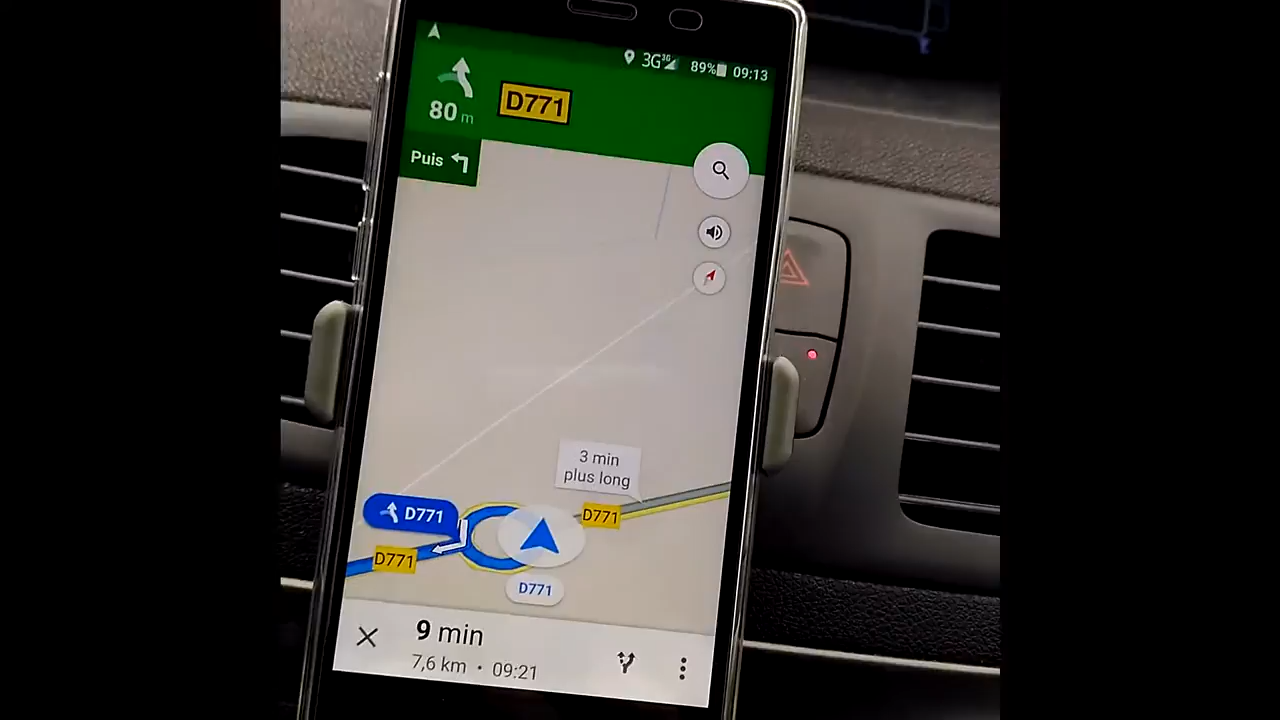 3G 3G 89% 09:13
80 m
D771
Puis
3 min
plus long
D771
D771
D771
D771
9 min
7,6 km • 09:21